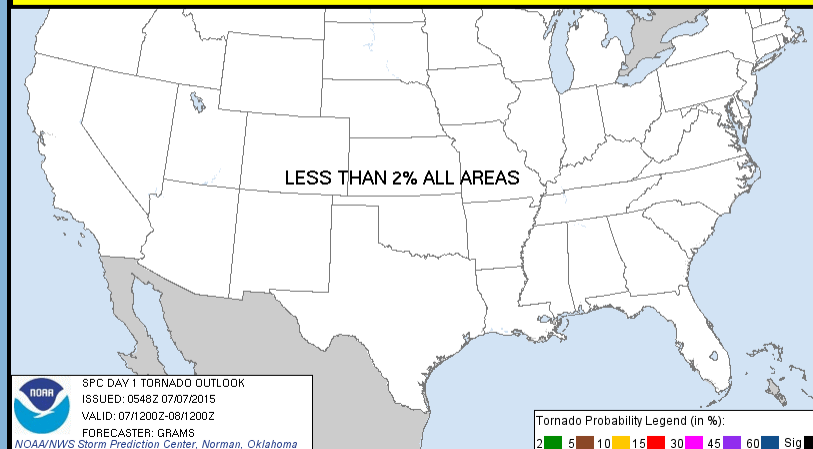 LESS THAN 2% ALL AREAS
NOAA
SPC DAY 1 TORNADO OUTLOOK
ISSUED: 0548Z 07/07/2015
VALID: 07/1200Z-08/1200Z
FORECASTER: GRAMS
NOAA/NWS Storm Prediction Center, Norman, Oklahoma
Tornado Probability Legend (in %):
2 5 10 15 30 45 60 Sig